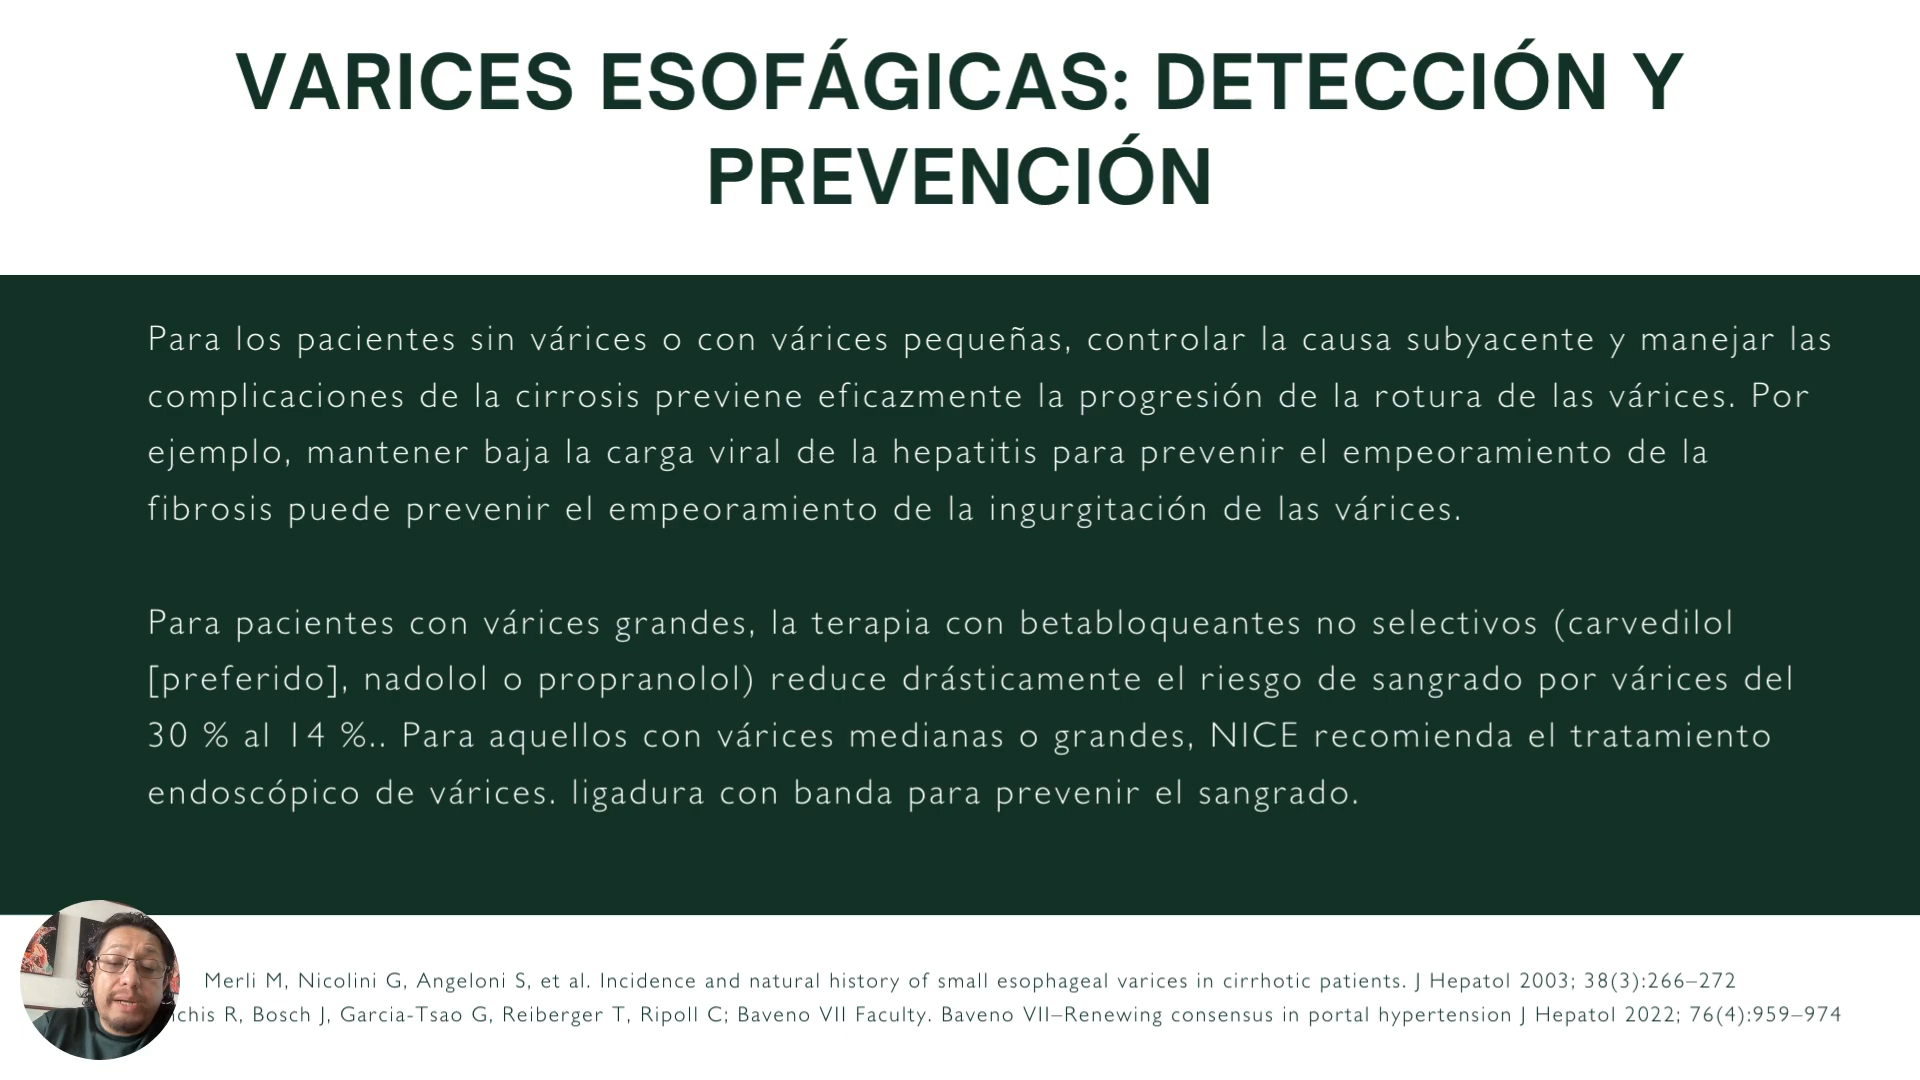 VARICES ESOFÁGICAS: DETECCIÓN Y
PREVENCIÓN
Para los pacientes sin várices o con várices pequeñas, controlar la causa subyacente y manejar las
complicaciones de la cirrosis previene eficazmente la progresión de la rotura de las várices. Por
ejemplo, mantener baja la carga viral de la hepatitis para prevenir el empeoramiento de la
fibrosis puede prevenir el empeoramiento de la ingurgitación de las várices.
Para pacientes con várices grandes, la terapia con betabloqueantes no selectivos (carvedilol
[preferido], nadolol o propranolol) reduce drásticamente el riesgo de sangrado por várices del
30 % al 14 %.. Para aquellos con várices medianas o grandes, NICE recomienda el tratamiento
endoscópico de várices. ligadura con banda para prevenir el sangrado.
Merli M, Nicolini G, Angeloni S, et al. Incidence and natural history of small esophageal varices in cirrhotic patients. J Hepatol 2003; 38(3):266–272
R, Bosch J, Garcia-Tsao G, Reiberger T, Ripoll C; Baveno VII Faculty. Baveno VII–Renewing consensus in portal hypertension J Hepatol 2022; 76(4):959–974